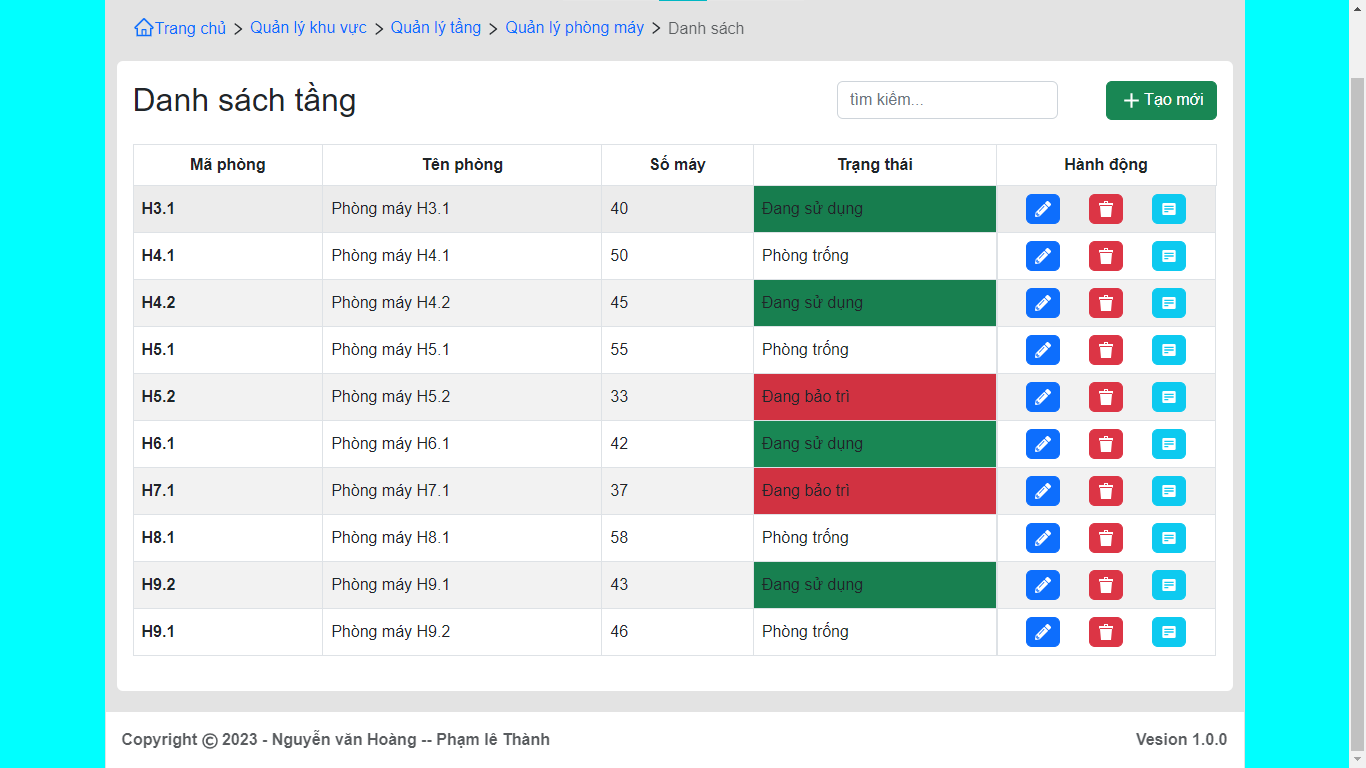 Trang chủ > Quản lý khu vực > Quản lý tầng > Quản lý phòng máy > Danh sách
Danh sách tầng tìm kiếm... + Tạo mới
Mã phòng Tên phòng Số máy Trạng thái Hành động
H3.1 Phòng máy H3.1 40 Đang sử dụng
H4.1 Phòng máy H4.1 50 Phòng trống
H4.2 Phòng máy H4.2 45 Đang sử dụng
H5.1 Phòng máy H5.1 55 Phòng trống
H5.2 Phòng máy H5.2 33 Đang bảo trì
H6.1 Phòng máy H6.1 42 Đang sử dụng
H7.1 Phòng máy H7.1 37 Đang bảo trì
H8.1 Phòng máy H8.1 58 Phòng trống
H9.2 Phòng máy H9.1 43 Đang sử dụng
H9.1 Phòng máy H9.2 46 Phòng trống
Copyright © 2023 - Nguyễn văn Hoàng -- Phạm lê Thành Vesion 1.0.0